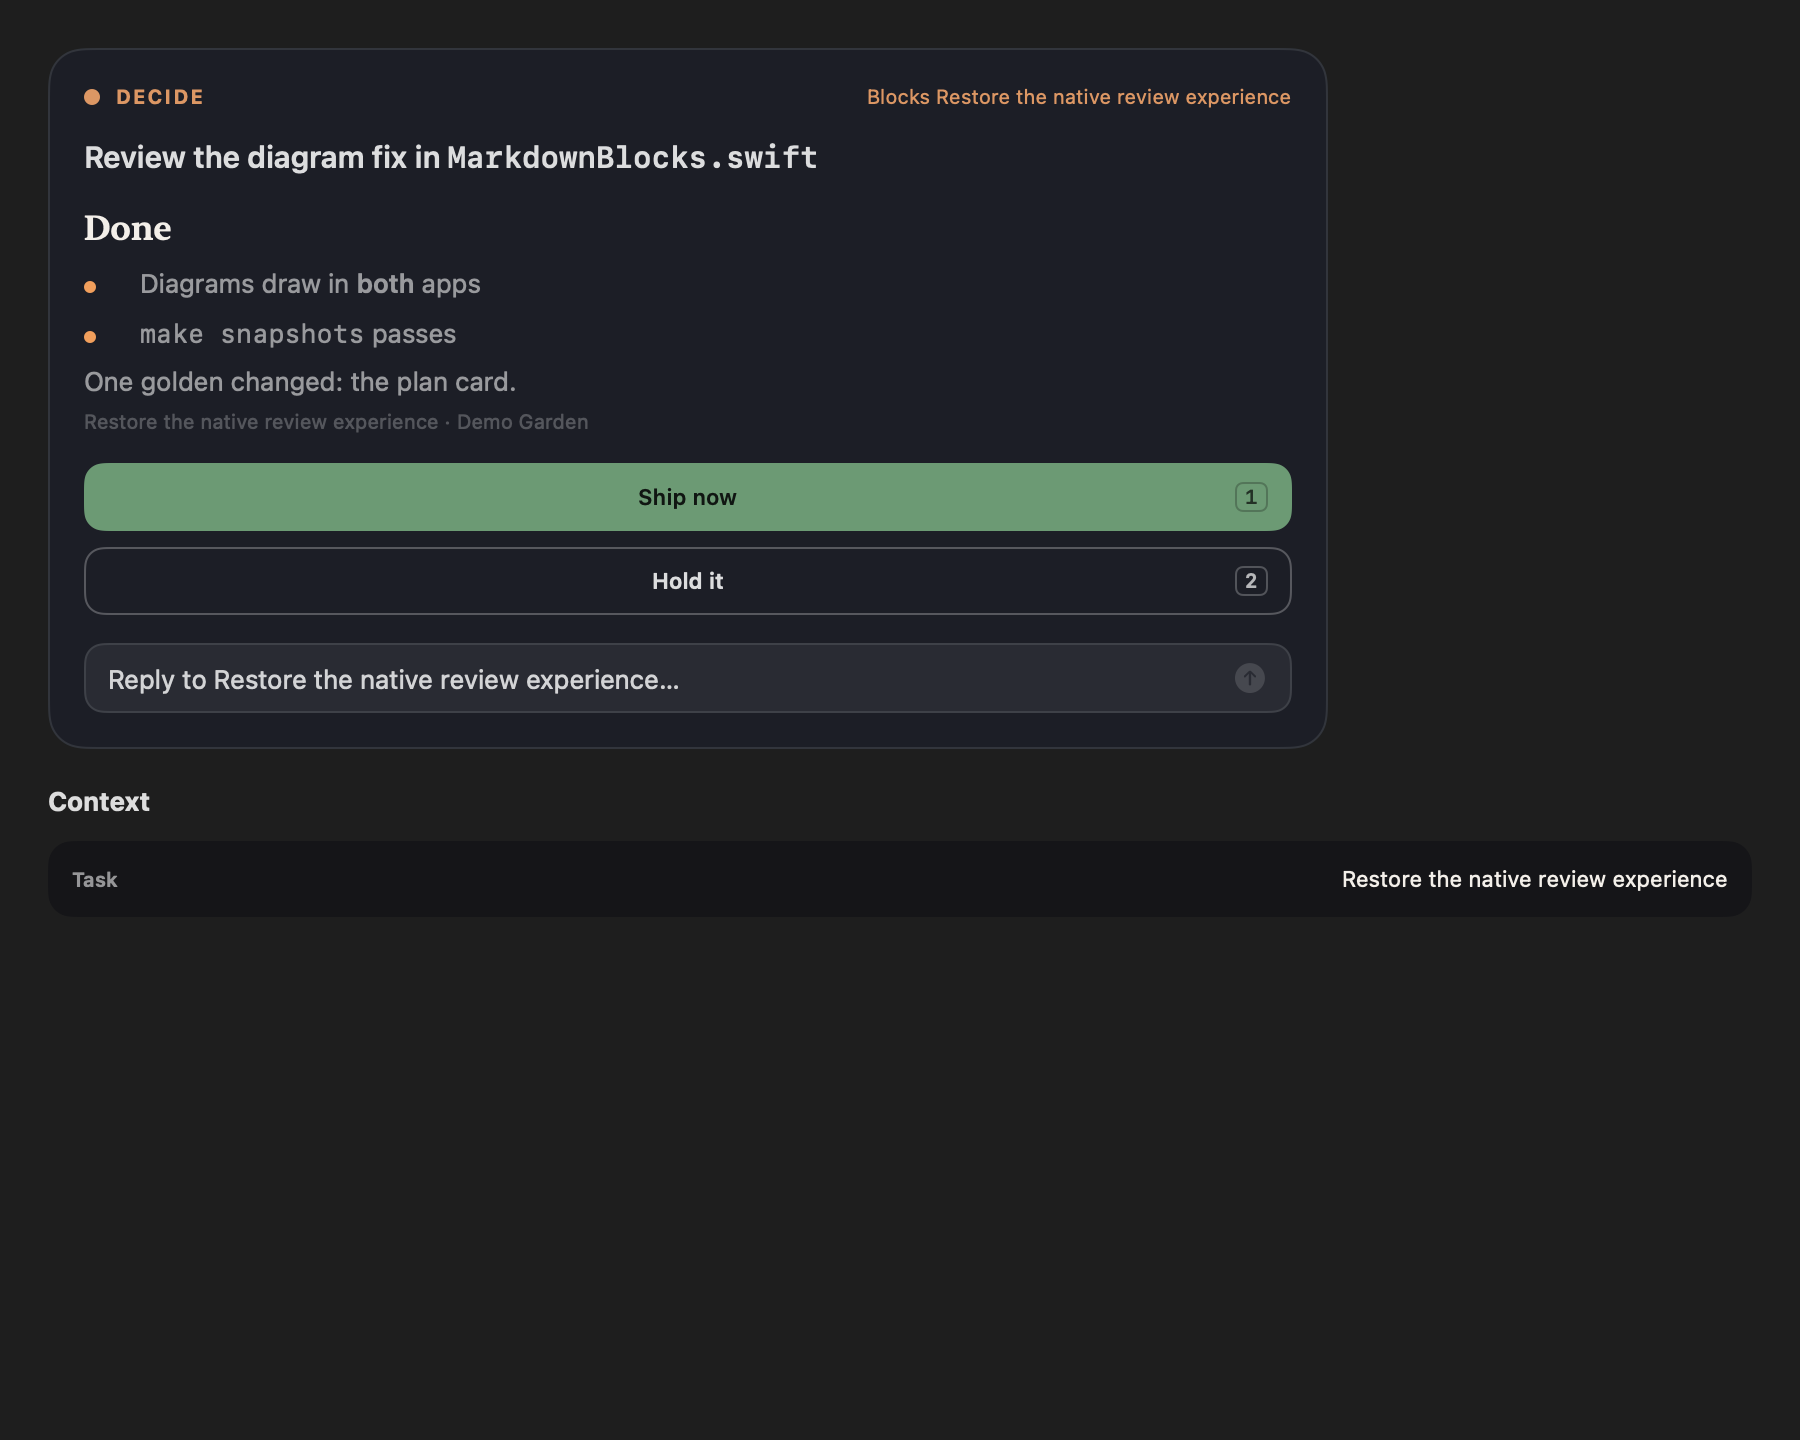 DECIDE
Blocks Restore the native review experience
Review the diagram fix in MarkdownBlocks.swift
Done
Diagrams draw in both apps
make snapshots passes
One golden changed: the plan card.
Restore the native review experience · Demo Garden
Ship now 1
Hold it 2
Reply to Restore the native review experience...
Context
Task Restore the native review experience